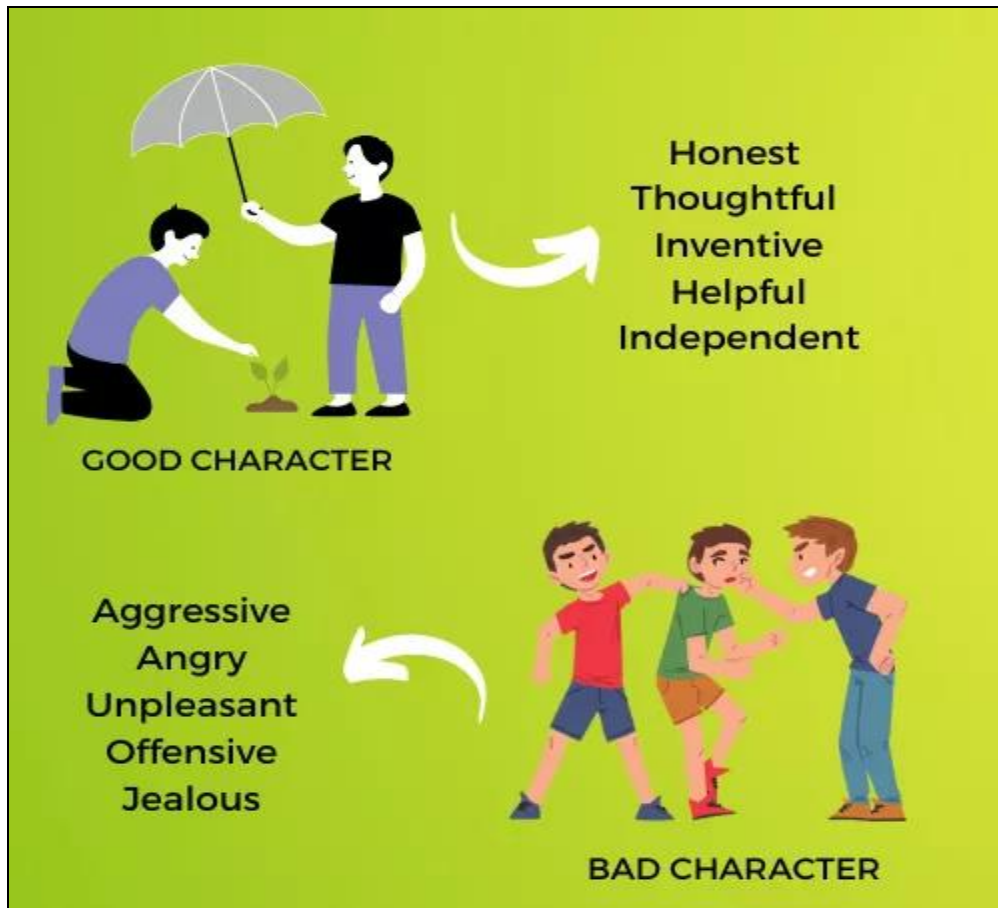 Honest
Thoughtful
Inventive
Helpful
Independent
GOOD CHARACTER
Aggressive
Angry
Unpleasant
Offensive
Jealous
BAD CHARACTER